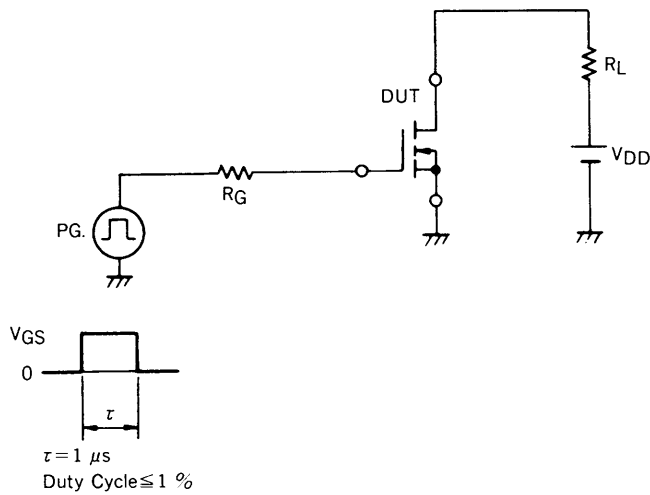 DUT
RL
VDD
RG
PG.
VGS
0
τ
τ=1 μs
Duty Cycle≦1 %